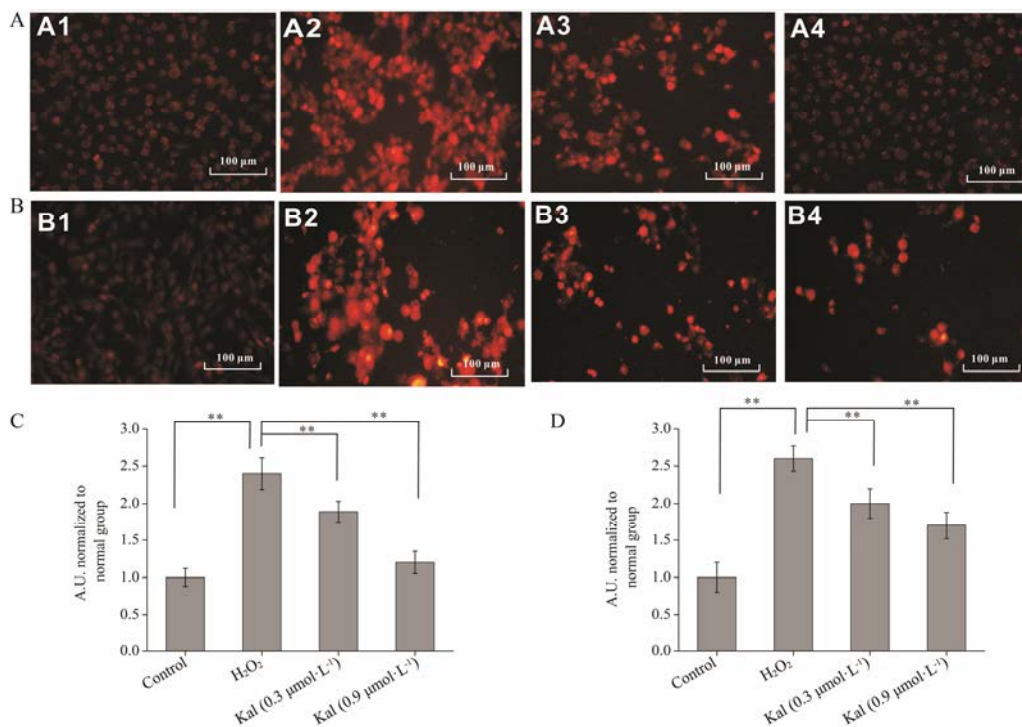 A
A1
A2
A3
A4
100 μm
100 μm
100 μm
100 μm
B
B1
B2
B3
B4
100 μm
100 μm
100 μm
100 μm
C
**
**
**
A.U. normalized to
normal group
3.0
2.5
2.0
1.5
1.0
0.5
0.0
Control
H₂O₂
Kal (0.3 μmol·L⁻¹)
Kal (0.9 μmol·L⁻¹)
D
**
**
**
A.U. normalized to
normal group
3.0
2.5
2.0
1.5
1.0
0.5
0.0
Control
H₂O₂
Kal (0.3 μmol·L⁻¹)
Kal (0.9 μmol·L⁻¹)